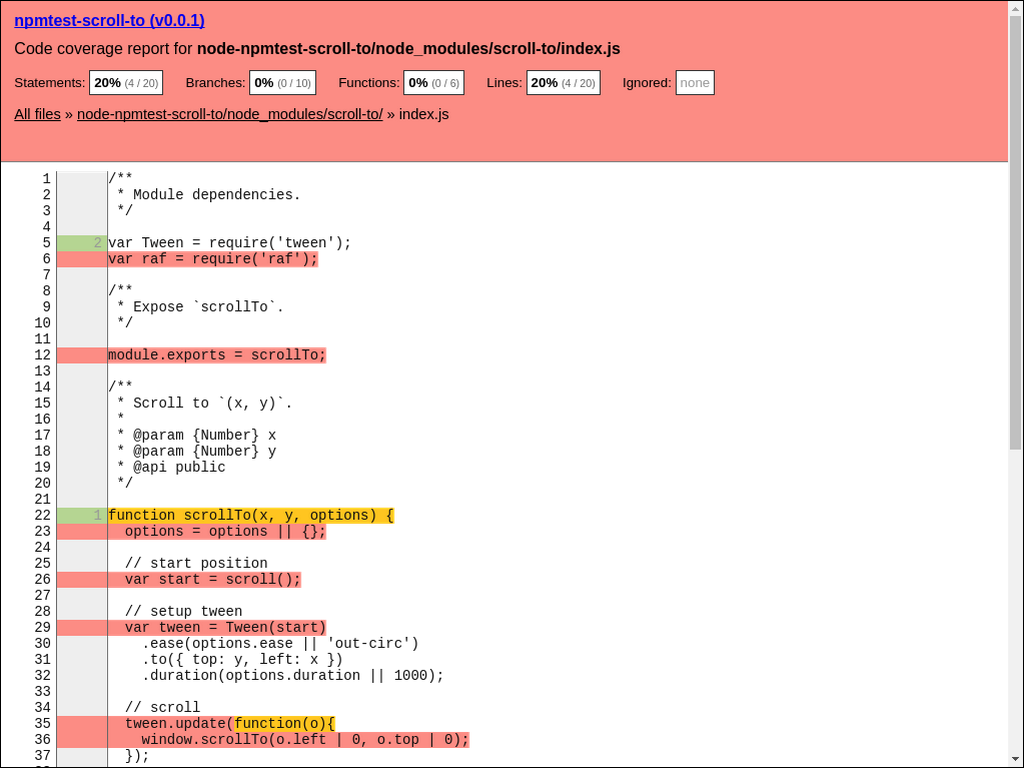 npmtest-scroll-to (v0.0.1)
Code coverage report for node-npmtest-scroll-to/node_modules/scroll-to/index.js
Statements: 20% (4 / 20) Branches: 0% (0 / 10) Functions: 0% (0 / 6) Lines: 20% (4 / 20) Ignored: none
All files » node-npmtest-scroll-to/node_modules/scroll-to/ » index.js
1 /**
2  * Module dependencies.
3  */
4
5 2 var Tween = require('tween');
6 var raf = require('raf');
7
8 /**
9  * Expose `scrollTo`.
10  */
11
12 module.exports = scrollTo;
13
14 /**
15  * Scroll to `(x, y)`.
16  *
17  * @param {Number} x
18  * @param {Number} y
19  * @api public
20  */
21
22 1 function scrollTo(x, y, options) {
23   options = options || {};
24
25   // start position
26   var start = scroll();
27
28   // setup tween
29   var tween = Tween(start)
30     .ease(options.ease || 'out-circ')
31     .to({ top: y, left: x })
32     .duration(options.duration || 1000);
33
34   // scroll
35   tween.update(function(o){
36     window.scrollTo(o.left | 0, o.top | 0);
37   });